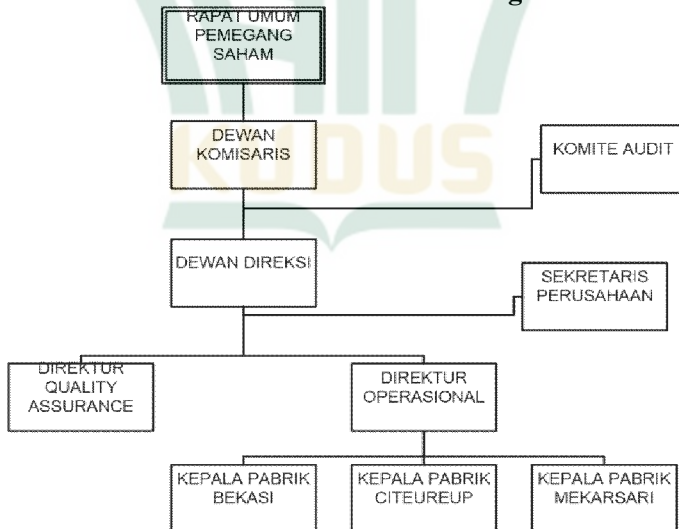 RAPAT UMUM
PEMEGANG
SAHAM
DEWAN
KOMISARIS
KOMITE AUDIT
KUDUS
DEWAN DIREKSI
SEKRETARIS
PERUSAHAAN
DIREKTUR
QUALITY
ASSURANCE
DIREKTUR
OPERASIONAL
KEPALA PABRIK
BEKASI
KEPALA PABRIK
CITEUREUP
KEPALA PABRIK
MEKARSARI